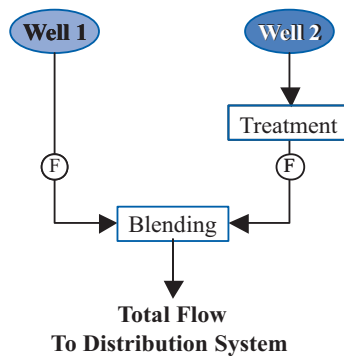 Well 1
Well 2
Treatment
F
F
Blending
Total Flow
To Distribution System